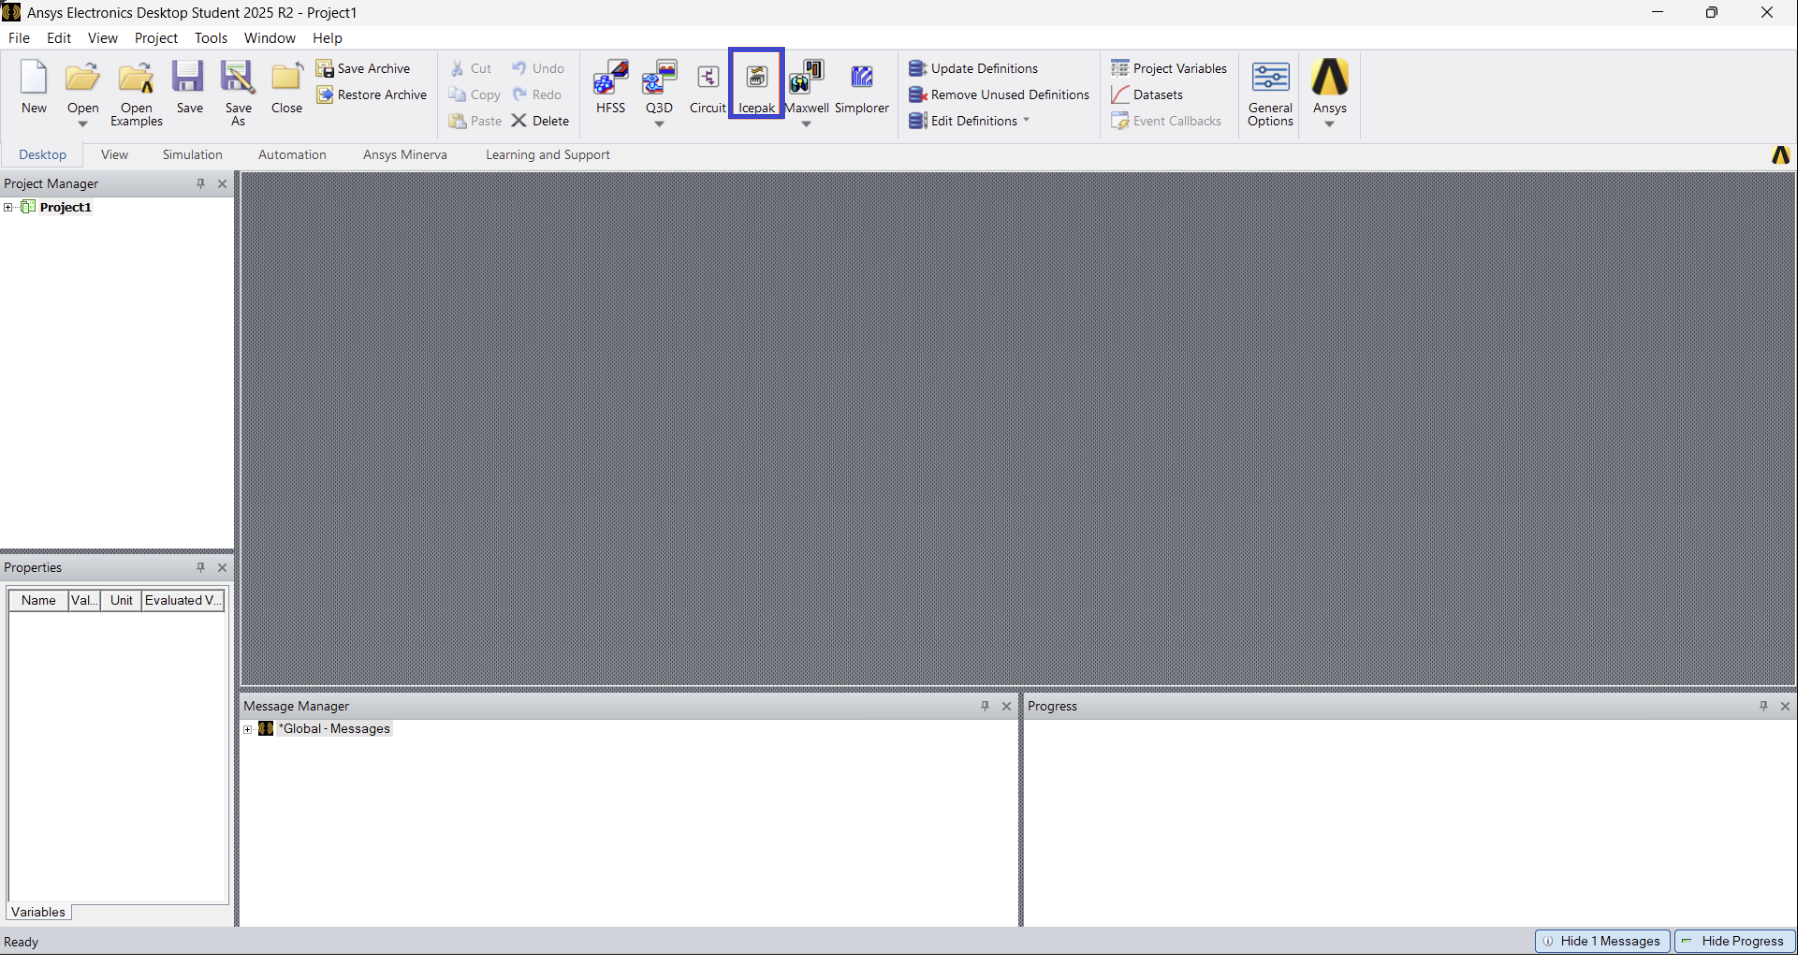 Ansys Electronics Desktop Student 2025 R2 - Project1
File Edit View Project Tools Window Help
New
Open
Open Examples
Save
Save As
Close
Save Archive
Restore Archive
Cut
Copy
Paste
Undo
Redo
Delete
HFSS
Q3D
Circuit
Icepak
Maxwell
Simplorer
Update Definitions
Remove Unused Definitions
Edit Definitions
Project Variables
Datasets
Event Callbacks
General Options
Ansys
Desktop View Simulation Automation Ansys Minerva Learning and Support
Project Manager
Project1
Properties
Name Val... Unit Evaluated V...
Variables
Message Manager
*Global - Messages
Progress
Ready
Hide 1 Messages
Hide Progress